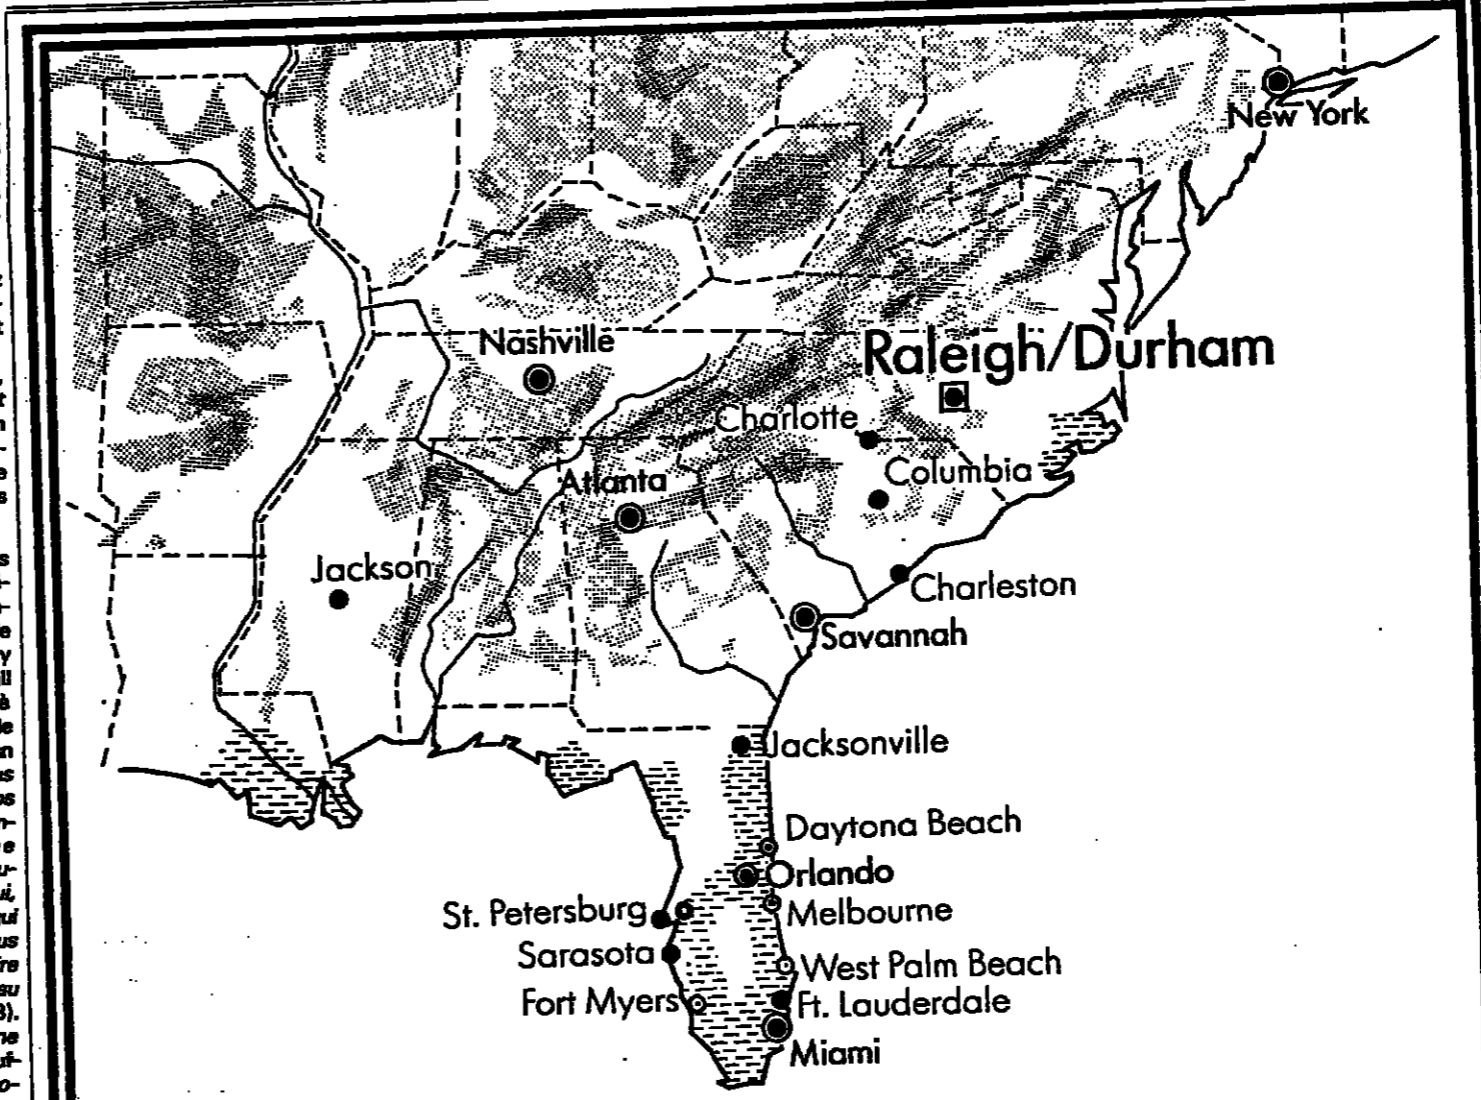 New York
Nashville
Raleigh/Durham
Charlotte
Columbia
Atlanta
Jackson
Charleston
Savannah
Jacksonville
Daytona Beach
Orlando
St. Petersburg
Melbourne
Sarasota
West Palm Beach
Fort Myers
Ft. Lauderdale
Miami